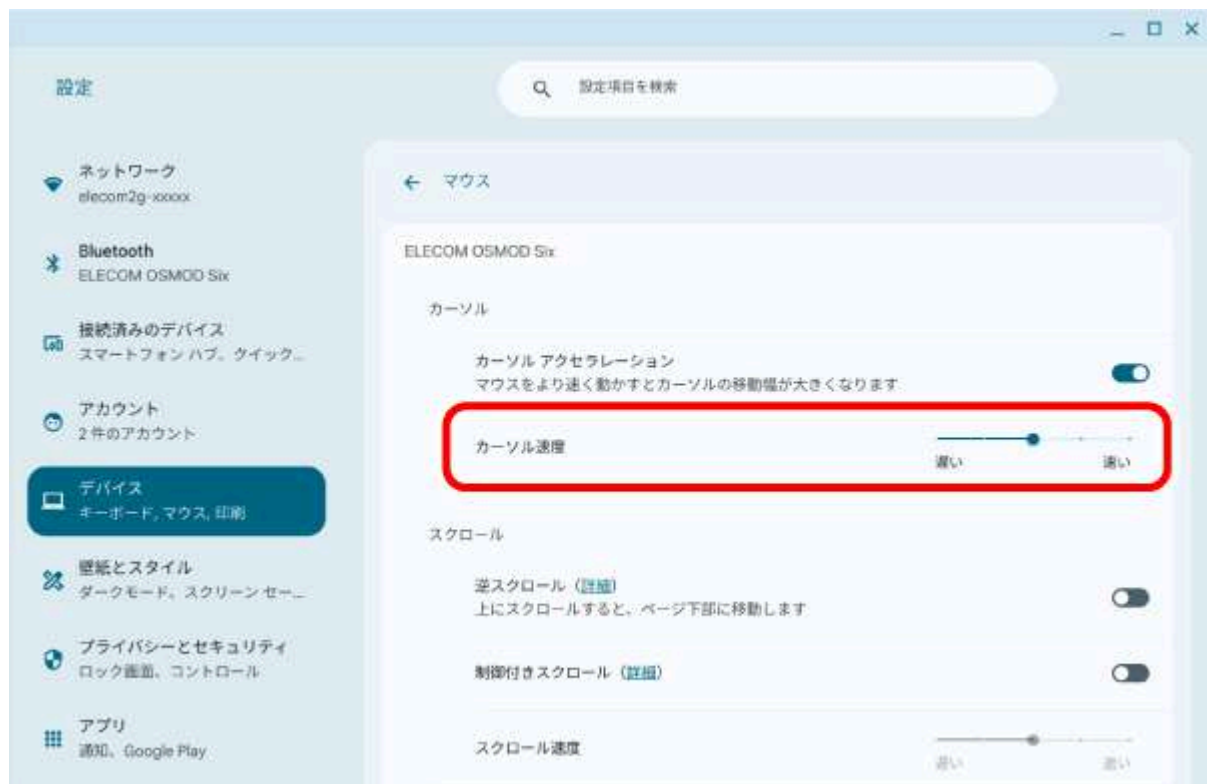 設定
設定項目を検索
ネットワーク
elecom2g-xxxxx
Bluetooth
ELECOM OSMOD Six
接続済みのデバイス
スマートフォン ハブ、クイック...
アカウント
2 件のアカウント
デバイス
キーボード, マウス, 印刷
壁紙とスタイル
ダークモード、スクリーン セー...
プライバシーとセキュリティ
ロック画面、コントロール
アプリ
通知、Google Play
マウス
ELECOM OSMOD Six
カーソル
カーソル アクセラレーション
マウスをより速く動かすとカーソルの移動幅が大きくなります
カーソル速度
遅い 速い
スクロール
逆スクロール（詳細）
上にスクロールすると、ページ下部に移動します
制御付きスクロール（詳細）
スクロール速度
遅い 速い